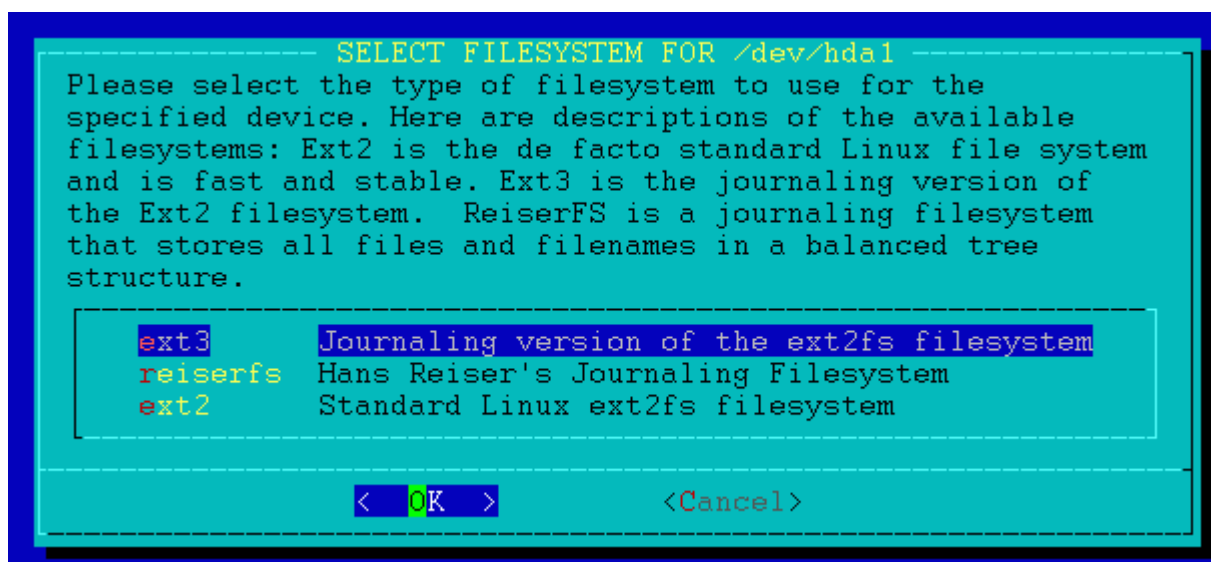 SELECT FILESYSTEM FOR /dev/hda1
Please select the type of filesystem to use for the
specified device. Here are descriptions of the available
filesystems: Ext2 is the de facto standard Linux file system
and is fast and stable. Ext3 is the journaling version of
the Ext2 filesystem.  ReiserFS is a journaling filesystem
that stores all files and filenames in a balanced tree
structure.
ext3 Journaling version of the ext2fs filesystem
reiserfs Hans Reiser's Journaling Filesystem
ext2 Standard Linux ext2fs filesystem
< OK > <Cancel>